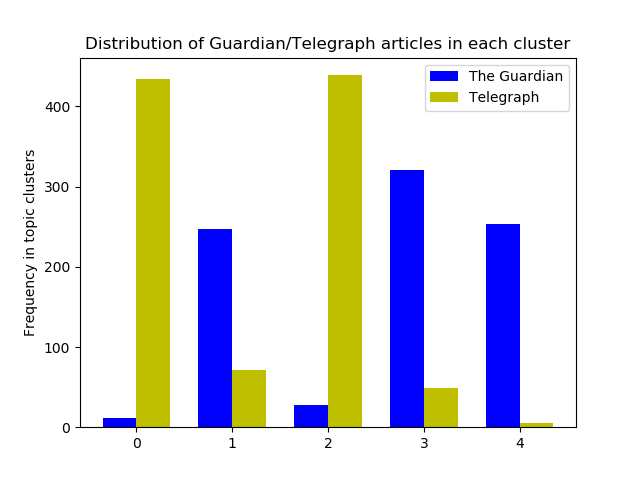 Distribution of Guardian/Telegraph articles in each cluster
The Guardian
Telegraph
Frequency in topic clusters
400
300
200
100
0
0 1 2 3 4